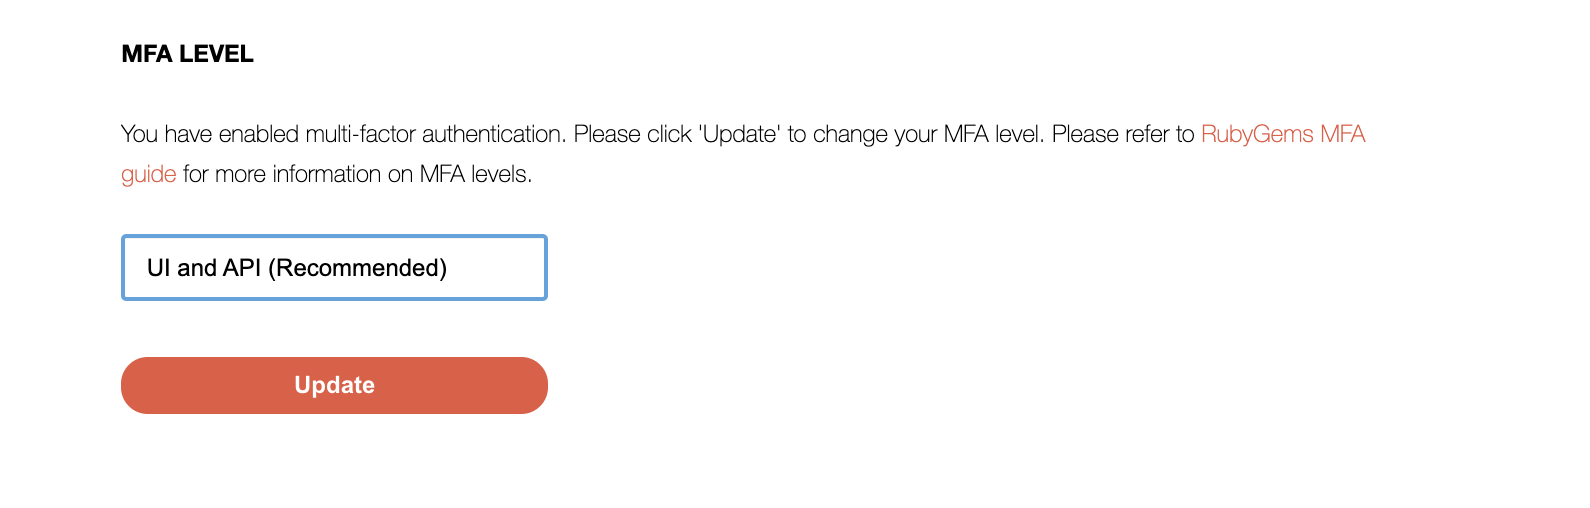 MFA LEVEL
You have enabled multi-factor authentication. Please click 'Update' to change your MFA level. Please refer to RubyGems MFA
guide for more information on MFA levels.
UI and API (Recommended)
Update